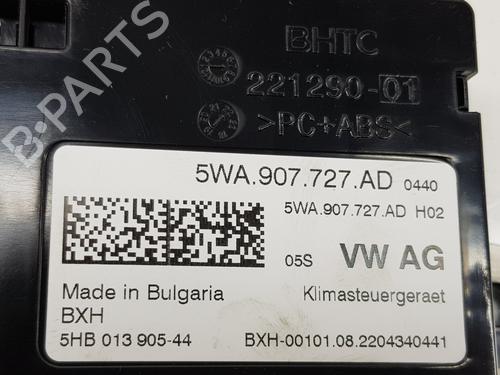 BHTC
221290-01
>PC+ABS<
B-PARTS
5WA.907.727.AD 0440
5WA.907.727.AD H02
05S VW AG
Made in Bulgaria Klimasteuergeraet
BXH
5HB 013 905-44 BXH-00101.08.2204340441